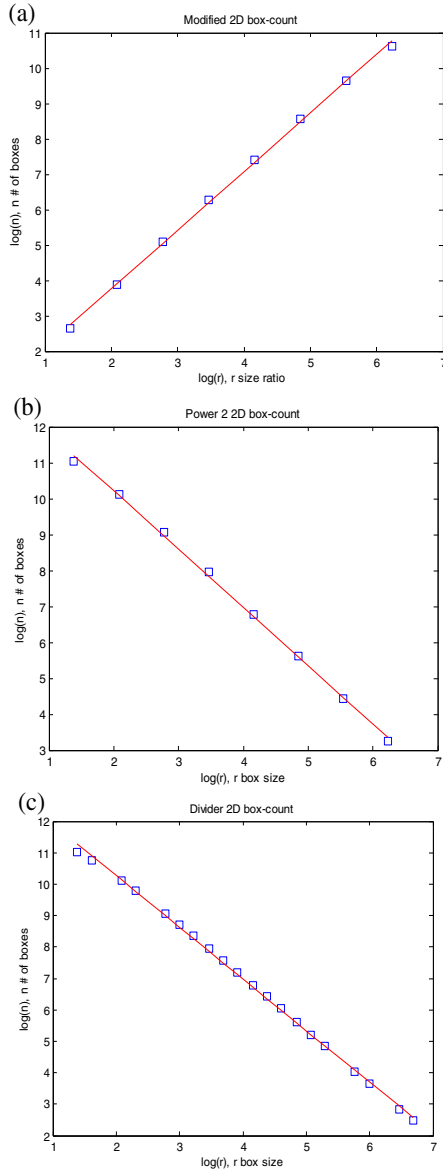 (a)
Modified 2D box-count
11
10
9
8
7
6
5
4
3
2
log(n), n # of boxes
1 2 3 4 5 6 7
log(r), r size ratio
(b)
Power 2 2D box-count
12
11
10
9
8
7
6
5
4
3
log(n), n # of boxes
1 2 3 4 5 6 7
log(r), r box size
(c)
Divider 2D box-count
12
11
10
9
8
7
6
5
4
3
2
log(n), n # of boxes
1 2 3 4 5 6 7
log(r), r box size